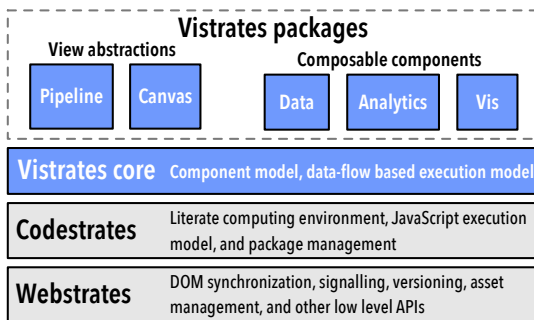 Vistrates packages
View abstractions
Composable components
Pipeline
Canvas
Data
Analytics
Vis
Vistrates core
Component model, data-flow based execution model
Codestrates
Literate computing environment, JavaScript execution
model, and package management
Webstrates
DOM synchronization, signalling, versioning, asset
management, and other low level APIs